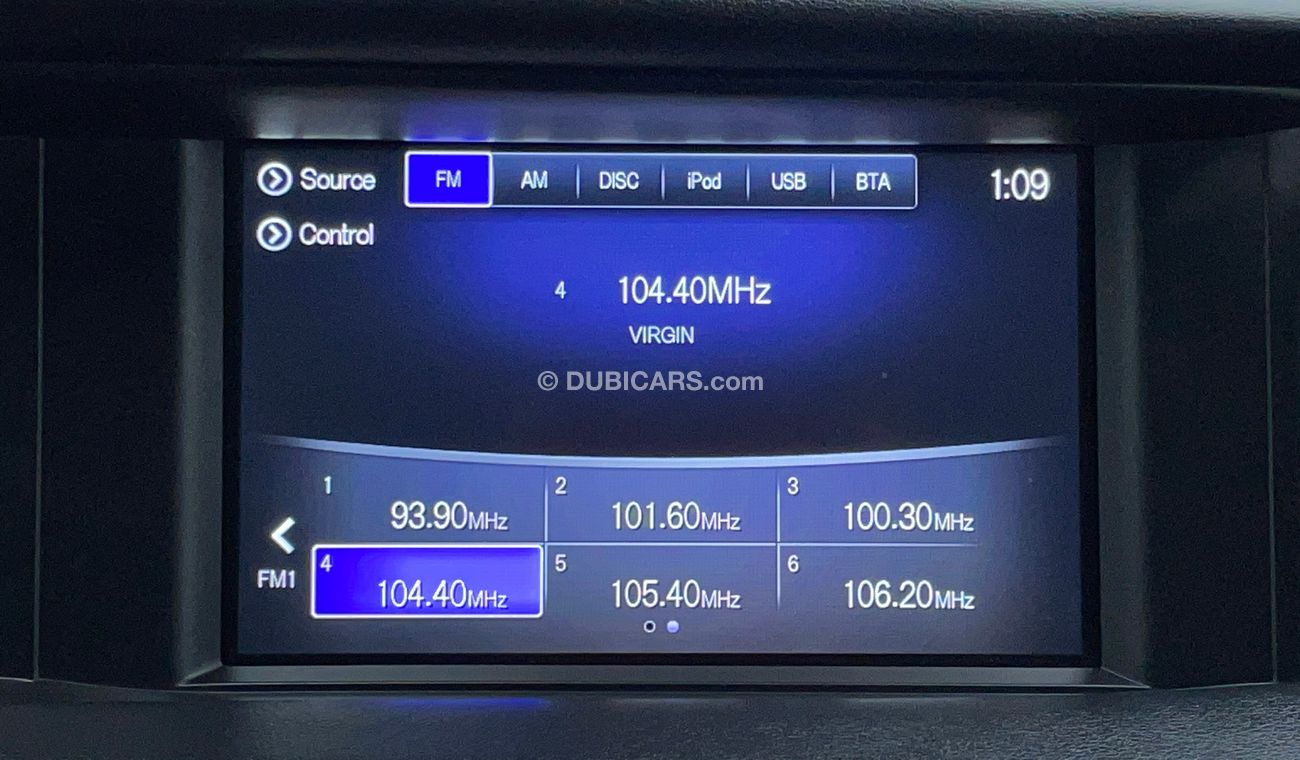 Source FM AM DISC iPod USB BTA 1:09
Control
4 104.40MHz
VIRGIN
© DUBICARS.com
1 2 3
93.90MHz 101.60MHz 100.30MHz
4 5 6
FM1 104.40MHz 105.40MHz 106.20MHz